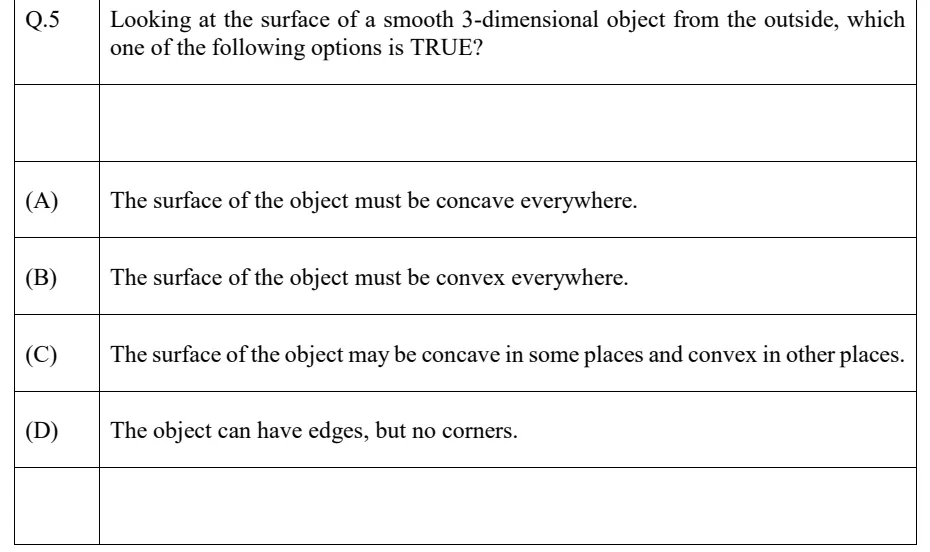 Q.5 Looking at the surface of a smooth 3-dimensional object from the outside, which
one of the following options is TRUE?
(A) The surface of the object must be concave everywhere.
(B) The surface of the object must be convex everywhere.
(C) The surface of the object may be concave in some places and convex in other places.
(D) The object can have edges, but no corners.